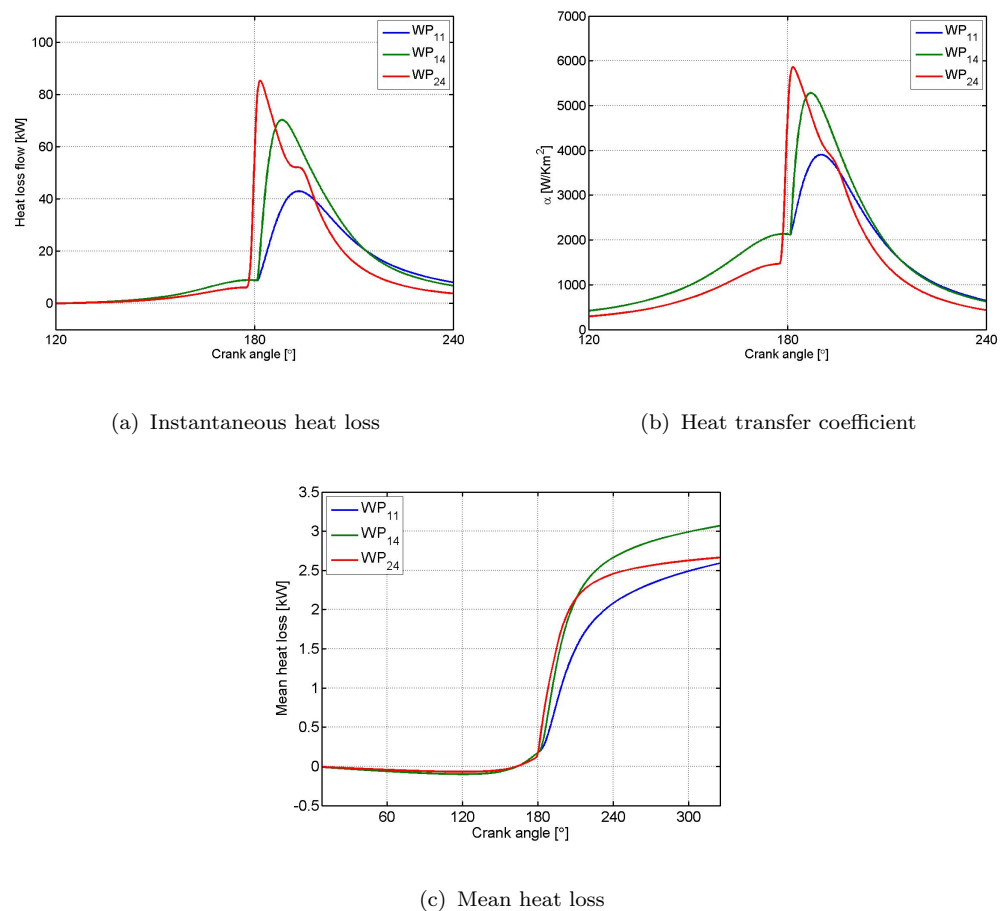 Heat loss flow [kW]
100
80
60
40
20
0
120
180
240
Crank angle [°]
WP11
WP14
WP24
(a) Instantaneous heat loss
α [W/Km²]
7000
6000
5000
4000
3000
2000
1000
0
120
180
240
Crank angle [°]
WP11
WP14
WP24
(b) Heat transfer coefficient
Mean heat loss [kW]
3.5
3
2.5
2
1.5
1
0.5
0
-0.5
60
120
180
240
300
Crank angle [°]
WP11
WP14
WP24
(c) Mean heat loss